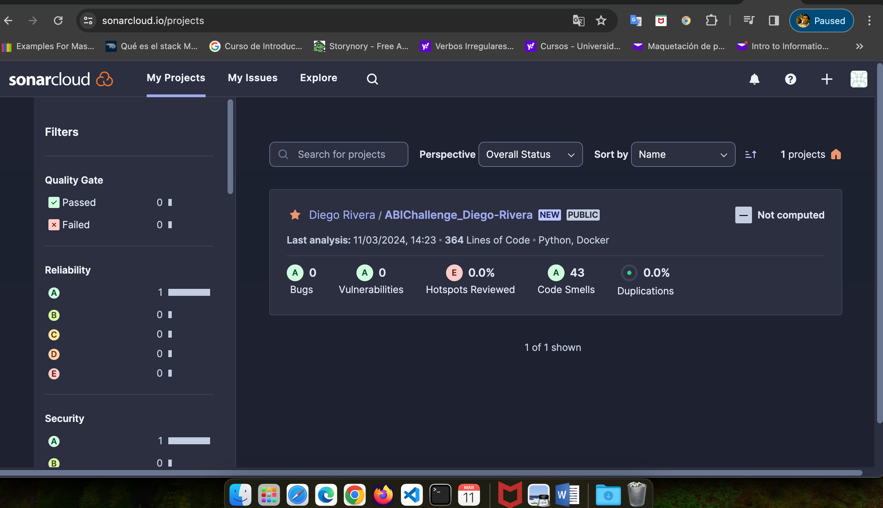 sonarcloud.io/projects
Paused
Examples For Mas...
Qué es el stack M...
Curso de Introduc...
Storynory - Free A...
Verbos Irregulares...
Cursos - Universid...
Maquetación de p...
Intro to Informatio...
sonarcloud
My Projects
My Issues
Explore
Filters
Quality Gate
Passed 0
Failed 0
Reliability
A 1
B 0
C 0
D 0
E 0
Security
A 1
B 0
Search for projects
Perspective Overall Status
Sort by Name
1 projects
Diego Rivera / ABIChallenge_Diego-Rivera NEW PUBLIC
Not computed
Last analysis: 11/03/2024, 14:23 • 364 Lines of Code • Python, Docker
A 0
Bugs
A 0
Vulnerabilities
E 0.0%
Hotspots Reviewed
A 43
Code Smells
0.0%
Duplications
1 of 1 shown
MAR
11